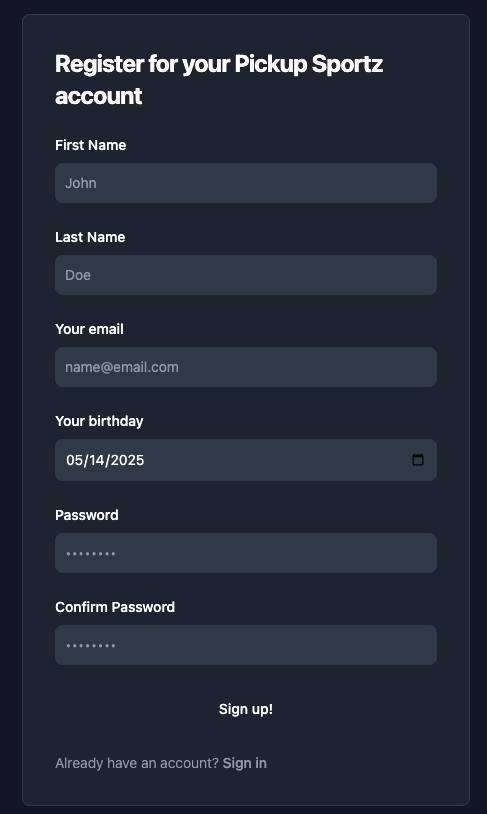 Register for your Pickup Sportz
account
First Name
John
Last Name
Doe
Your email
name@email.com
Your birthday
05/14/2025
Password
••••••••
Confirm Password
••••••••
Sign up!
Already have an account? Sign in